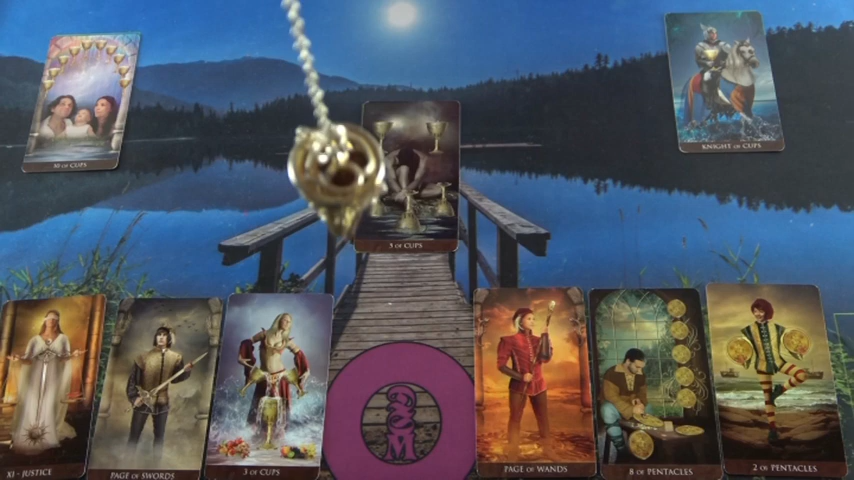 10 OF CUPS
KNIGHT OF CUPS
5 OF CUPS
XI - JUSTICE
PAGE OF SWORDS
3 OF CUPS
PAGE OF WANDS
8 OF PENTACLES
2 OF PENTACLES